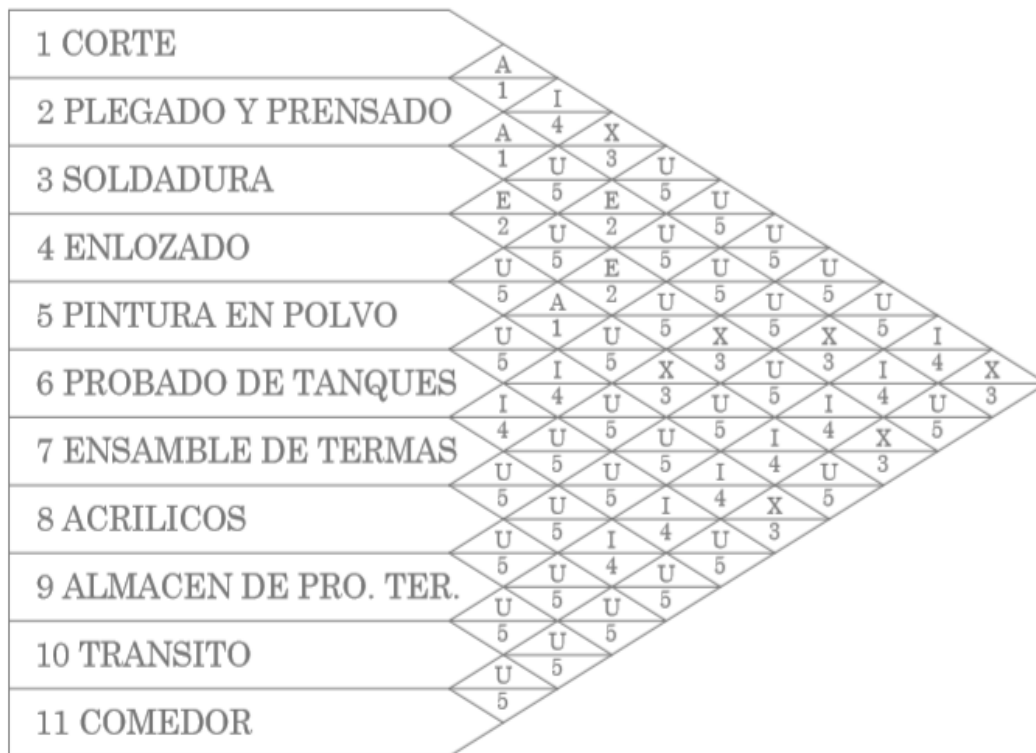 1 CORTE
A
1 I
2 PLEGADO Y PRENSADO
A 4 X
1 U 3 U
3 SOLDADURA
E 5 E 5 U
2 U 2 U 5 U
4 ENLOZADO
U 5 E 5 U 5 U
5 A 2 U 5 U 5 U
5 PINTURA EN POLVO
U 1 U 5 X 5 X 5 I
5 I 5 X 3 U 3 I 4 X
6 PROBADO DE TANQUES
I 4 U 3 U 5 I 4 U 3
4 U 5 U 5 I 4 X 5
7 ENSAMBLE DE TERMAS
U 5 U 5 I 4 U 3
5 U 5 I 4 X 5
8 ACRILICOS
U 5 I 4 U 3
5 U 4 U 5
9 ALMACEN DE PRO. TER.
U 5 U 5
5 U 5
10 TRANSITO
U 5
5
11 COMEDOR